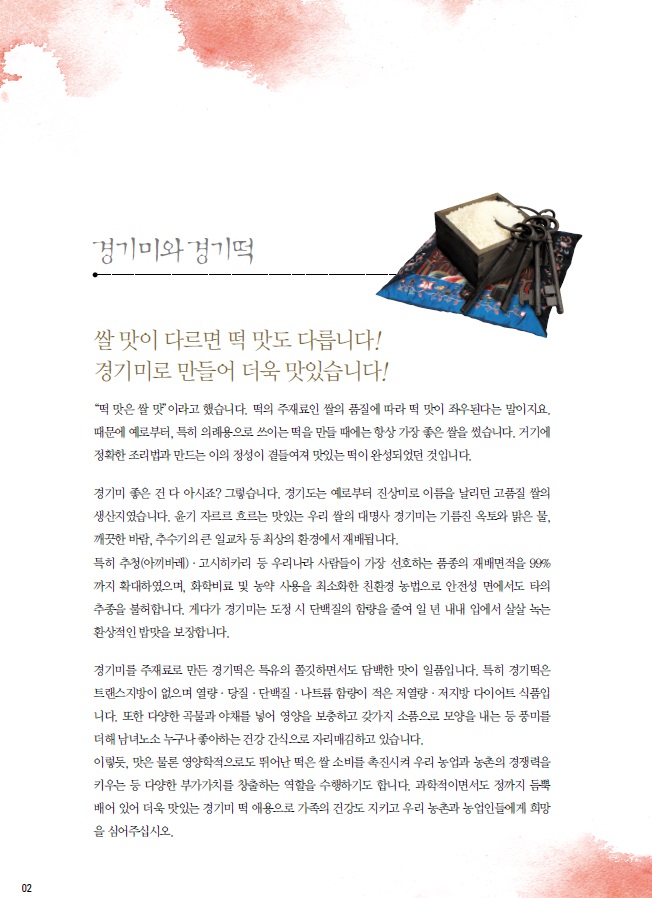 경기미와 경기떡
쌀 맛이 다르면 떡 맛도 다릅니다!
경기미로 만들어 더욱 맛있습니다!
“떡 맛은 쌀 맛”이라고 했습니다. 떡의 주재료인 쌀의 품질에 따라 떡 맛이 좌우된다는 말이지요.
때문에 예로부터, 특히 의례용으로 쓰이는 떡을 만들 때에는 항상 가장 좋은 쌀을 썼습니다. 거기에
정확한 조리법과 만드는 이의 정성이 곁들여져 맛있는 떡이 완성되었던 것입니다.
경기미 좋은 건 다 아시죠? 그렇습니다. 경기도는 예로부터 진상미로 이름을 날리던 고품질 쌀의
생산지였습니다. 윤기 자르르 흐르는 맛있는 우리 쌀의 대명사 경기미는 기름진 옥토와 맑은 물,
깨끗한 바람, 추수기의 큰 일교차 등 최상의 환경에서 재배됩니다.
특히 추청(아끼바레) · 고시히카리 등 우리나라 사람들이 가장 선호하는 품종의 재배면적을 99%
까지 확대하였으며, 화학비료 및 농약 사용을 최소화한 친환경 농법으로 안전성 면에서도 타의
추종을 불허합니다. 게다가 경기미는 도정 시 단백질의 함량을 줄여 일 년 내내 입에서 살살 녹는
환상적인 밥맛을 보장합니다.
경기미를 주재료로 만든 경기떡은 특유의 쫄깃하면서도 담백한 맛이 일품입니다. 특히 경기떡은
트랜스지방이 없으며 열량 · 당질 · 단백질 · 나트륨 함량이 적은 저열량 · 저지방 다이어트 식품입
니다. 또한 다양한 곡물과 야채를 넣어 영양을 보충하고 갖가지 소품으로 모양을 내는 등 풍미를
더해 남녀노소 누구나 좋아하는 건강 간식으로 자리매김하고 있습니다.
이렇듯, 맛은 물론 영양학적으로도 뛰어난 떡은 쌀 소비를 촉진시켜 우리 농업과 농촌의 경쟁력을
키우는 등 다양한 부가가치를 창출하는 역할을 수행하기도 합니다. 과학적이면서도 정까지 듬뿍
배어 있어 더욱 맛있는 경기미 떡 애용으로 가족의 건강도 지키고 우리 농촌과 농업인들에게 희망
을 심어주십시오.
02